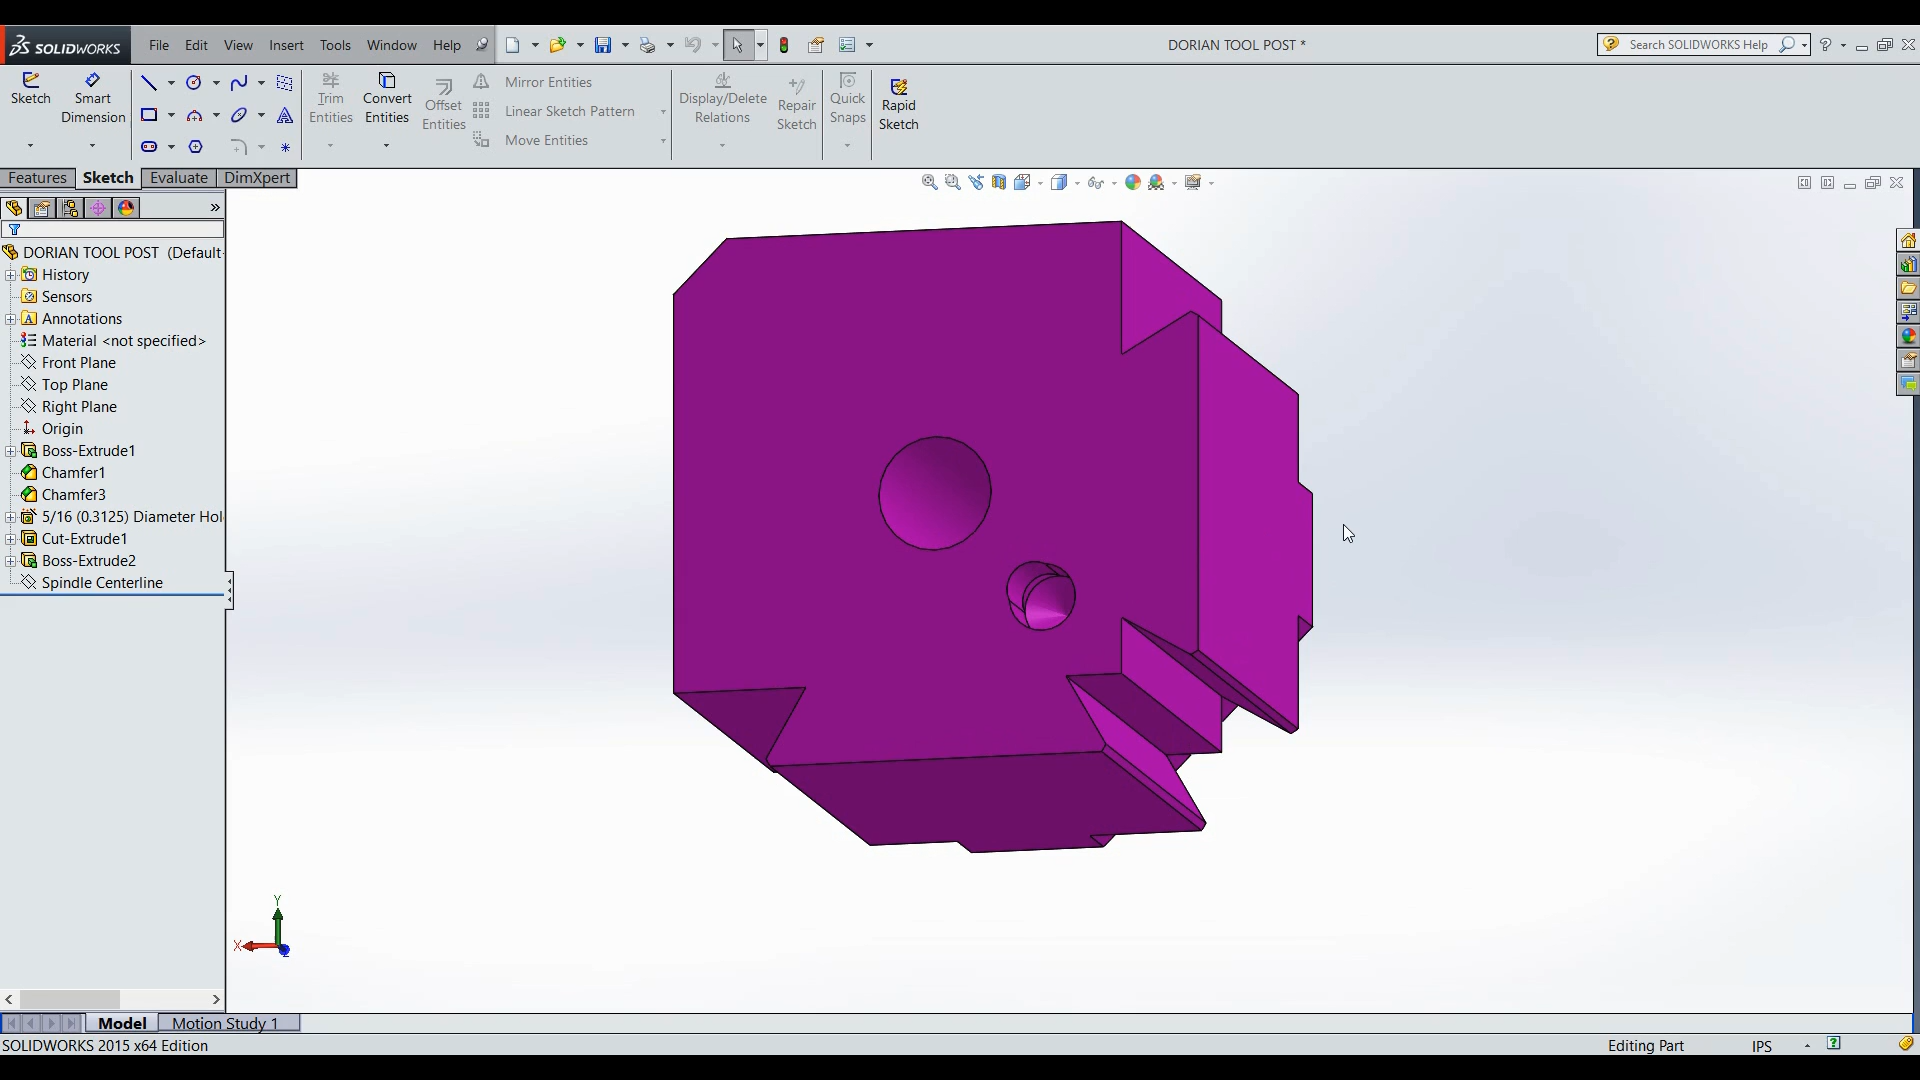 SOLIDWORKS File Edit View Insert Tools Window Help DORIAN TOOL POST * Search SOLIDWORKS Help ?
Sketch
Smart Dimension
Trim Entities
Convert Entities
Offset Entities
Mirror Entities
Linear Sketch Pattern
Move Entities
Display/Delete Relations
Repair Sketch
Quick Snaps
Rapid Sketch
Features Sketch Evaluate DimXpert
»
DORIAN TOOL POST (Default
History
Sensors
A Annotations
Material <not specified>
Front Plane
Top Plane
Right Plane
Origin
Boss-Extrude1
Chamfer1
Chamfer3
5/16 (0.3125) Diameter Hol
Cut-Extrude1
Boss-Extrude2
Spindle Centerline
Y
X
Z
Model Motion Study 1
SOLIDWORKS 2015 x64 Edition Editing Part IPS ?